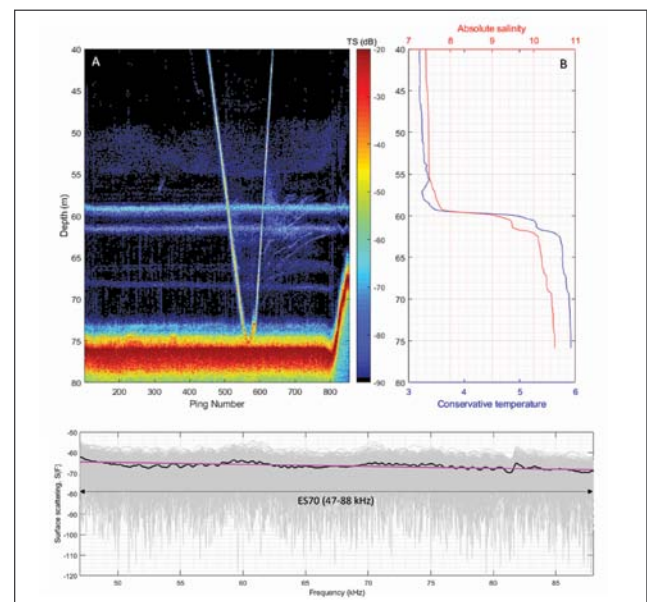 Absolute salinity
TS (dB)
7 8 9 10 11
A
B
40 45 50 55 60 65 70 75 80
Depth (m)
-20 -30 -40 -50 -60 -70 -80 -90
40 45 50 55 60 65 70 75 80
200 300 400 500 600 700 800
Ping Number
3 4 5 6
Conservative temperature
-50 -60 -70 -80 -90 -100 -110 -120
Surface scattering, S(F)
ES70 (47-88 kHz)
50 55 60 65 70 75 80 85
Frequency (kHz)